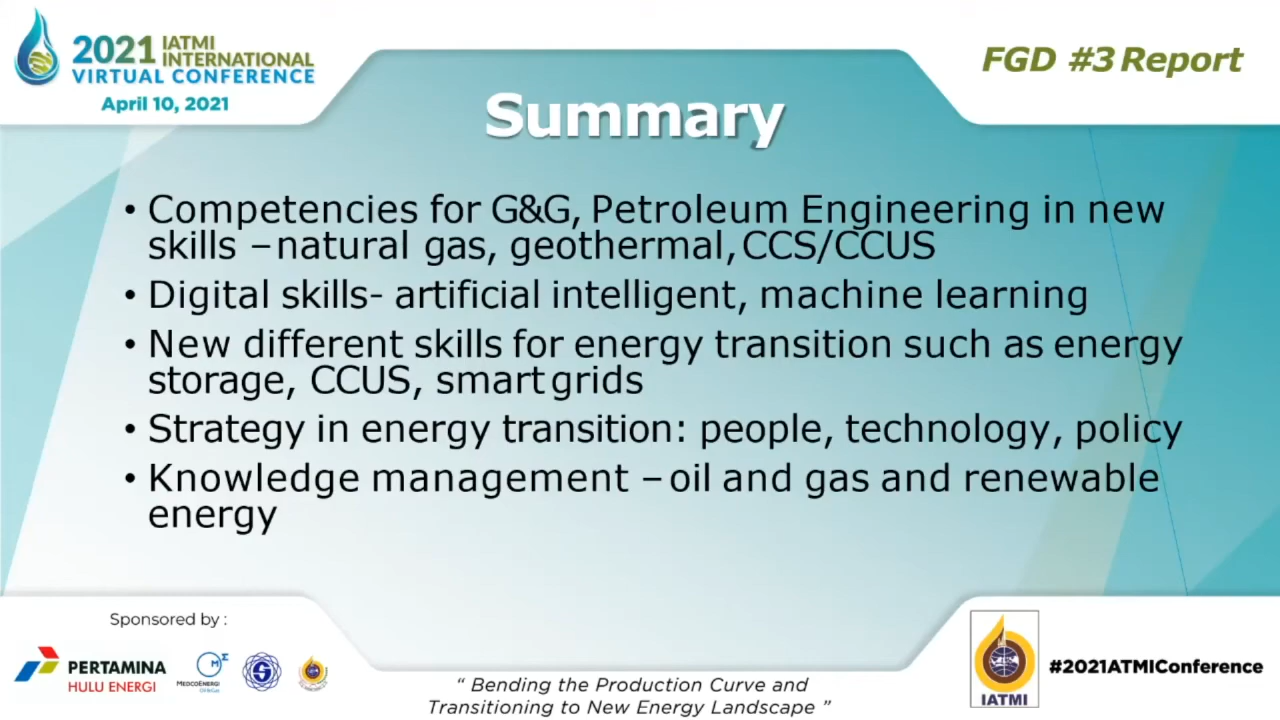 2021 IATMI
INTERNATIONAL
VIRTUAL CONFERENCE
April 10, 2021
FGD #3 Report
Summary
• Competencies for G&G, Petroleum Engineering in new
skills – natural gas, geothermal, CCS/CCUS
• Digital skills- artificial intelligent, machine learning
• New different skills for energy transition such as energy
storage, CCUS, smart grids
• Strategy in energy transition: people, technology, policy
• Knowledge management – oil and gas and renewable
energy
Sponsored by :
PERTAMINA
HULU ENERGI
MEDCOENERGI
“ Bending the Production Curve and
Transitioning to New Energy Landscape ”
IATMI
#2021ATMIConference